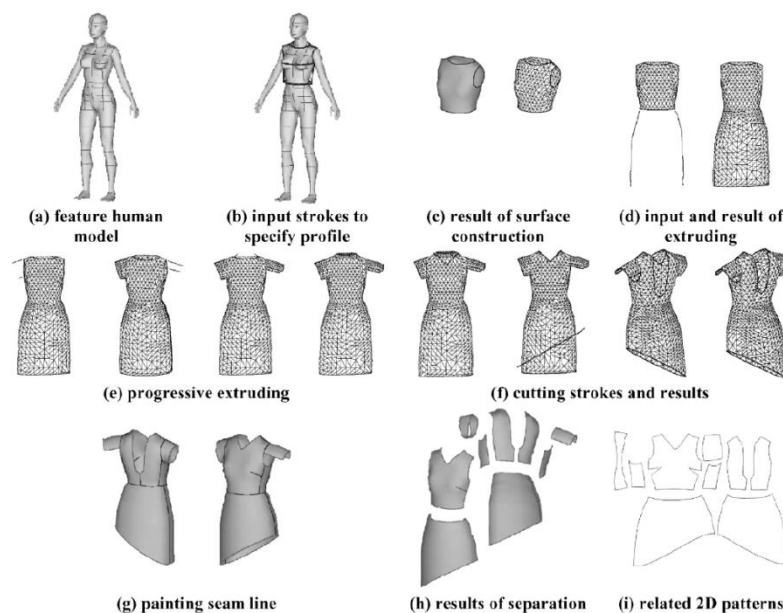 (a) feature human
model
(b) input strokes to
specify profile
(c) result of surface
construction
(d) input and result of
extruding
(e) progressive extruding
(f) cutting strokes and results
(g) painting seam line
(h) results of separation
(i) related 2D patterns